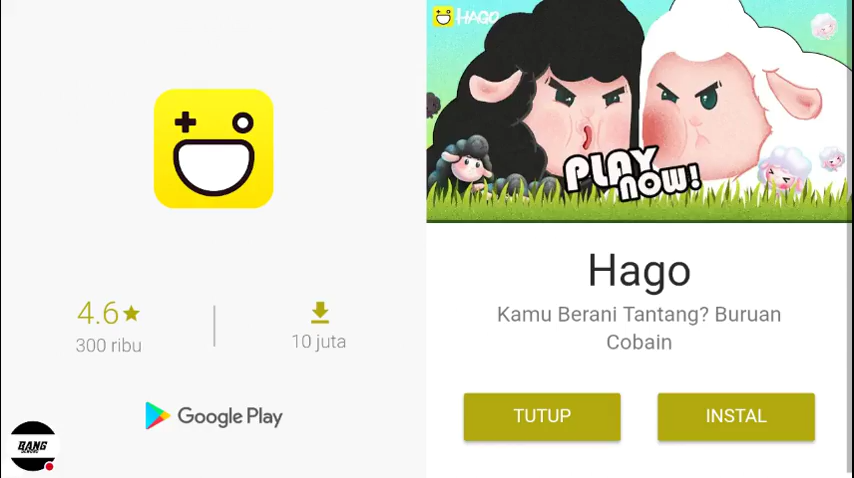 HAGO
PLAY
NOW!
Hago
Kamu Berani Tantang? Buruan
Cobain
4.6
300 ribu
10 juta
Google Play
TUTUP
INSTAL
BANG